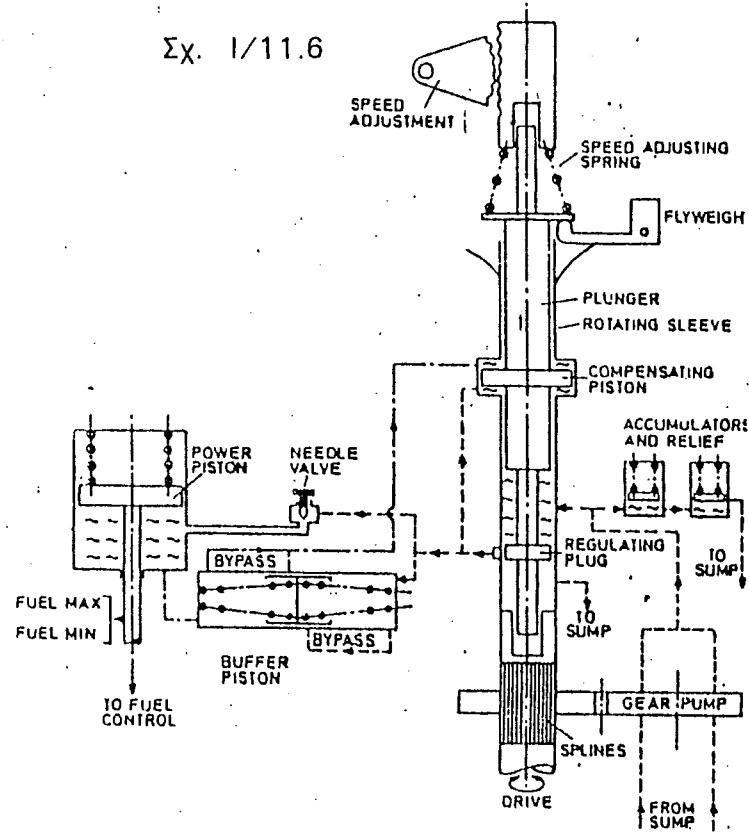 Σχ. I/11.6
SPEED
ADJUSTMENT
SPEED ADJUSTING
SPRING
FLYWEIGH
PLUNGER
ROTATING SLEEVE
COMPENSATING
PISTON
ACCUMULATORS
AND RELIEF
POWER
PISTON
NEEDLE
VALVE
REGULATING
PLUG
TO
SUMP
BYPASS
FUEL MAX
FUEL MIN
BYPASS
TO
SUMP
BUFFER
PISTON
TO FUEL
CONTROL
GEAR PUMP
SPLINES
DRIVE
FROM
SUMP